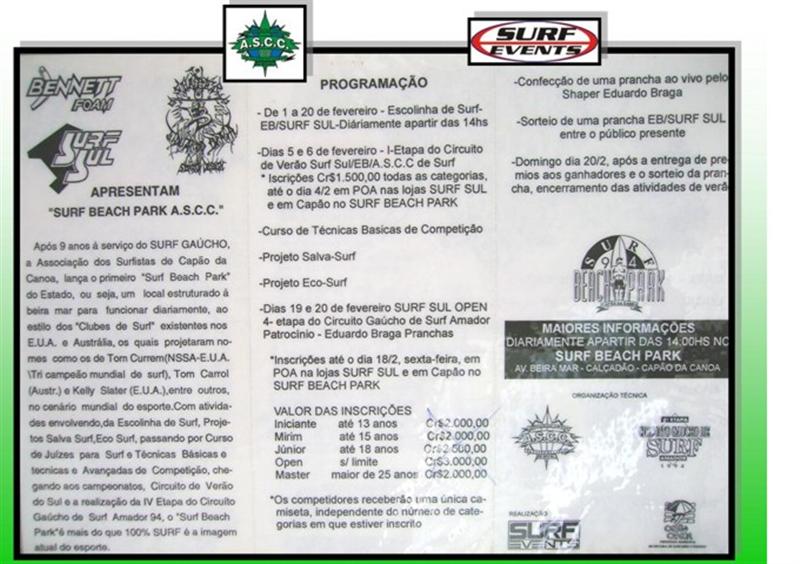 A.S.C.C.
SURF
EVENTS
BENNETT
FOAM
SURF
SUL
APRESENTAM
"SURF BEACH PARK A.S.C.C."
Após 9 anos á serviço do SURF GAÚCHO,
a Associação dos Surfistas de Capão da
Canoa, lança o primeiro "Surf Beach Park"
do Estado, ou seja, um local estruturado á
beira mar para funcionar diariamente, ao
estilo dos "Clubes de Surf" existentes nos
E.U.A. e Austrália, os quais projetaram no-
mes como os de Tom Currem(NSSA-E.U.A.
\Tri campeão mundial de surf), Tom Carrol
(Austr.) e Kelly Slater (E.U.A.),entre outros,
no cenário mundial do esporte.Com ativida-
des envolvendo,da Escolinha de Surf, Proje-
tos Salva Surf,Eco Surf, passando por Curso
de Juízes para Surf e Técnicas Básicas e
tecnicas e Avançadas de Competição, che-
gando aos campeonatos, Circuito de Verão
do Sul e a realização da IV Etapa do Circuito
Gaúcho de Surf Amador 94, o "Surf Beach
Park"é mais do que 100% SURF é a imagem
atual do esporte.
PROGRAMAÇÃO
- De 1 a 20 de fevereiro - Escolinha de Surf-
EB/SURF SUL-Diáriamente apartir das 14hs
-Dias 5 e 6 de fevereiro - I-Etapa do Circuito
de Verão Surf Sul/EB/A.S.C.C de Surf
* Iscrições Cr$1.500,00 todas as categorias,
até o dia 4/2 em POA nas lojas SURF SUL
e em Capão no SURF BEACH PARK
-Curso de Técnicas Basicas de Competição
-Projeto Salva-Surf
-Projeto Eco-Surf
-Dias 19 e 20 de fevereiro SURF SUL OPEN
4- etapa do Circuito Gaúcho de Surf Amador
Patrocinio - Eduardo Braga Pranchas
*Inscrições até o dia 18/2, sexta-feira, em
POA na lojas SURF SUL e em Capão no
SURF BEACH PARK
VALOR DAS INSCRIÇÕES
Iniciante até 13 anos Cr$2.000,00
Mirim até 15 anos Cr$2.000,00
Júnior até 18 anos Cr$2.500,00
Open s/ limite Cr$3.000,00
Master maior de 25 anos Cr$2.000,00
*Os competidores receberão uma única ca-
miseta, independente do número de cate-
gorias em que estiver inscrito
-Confecção de uma prancha ao vivo pelo
Shaper Eduardo Braga
-Sorteio de uma prancha EB/SURF SUL
entre o público presente
-Domingo dia 20/2, após a entrega de pre-
mios aos ganhadores e o sorteio da pran-
cha, encerramento das atividades de verã
SURF
94
BEACH PARK
MAIORES INFORMAÇÕES
DIARIAMENTE APARTIR DAS 14:00HS NO
SURF BEACH PARK
AV. BEIRA MAR - CALÇADÃO - CAPÃO DA CANOA
ORGANIZAÇÃO TÉCNICA
A.S.C.C.
SURF
AMADOR
1994
REALIZAÇÃO
SURF
EVENTS